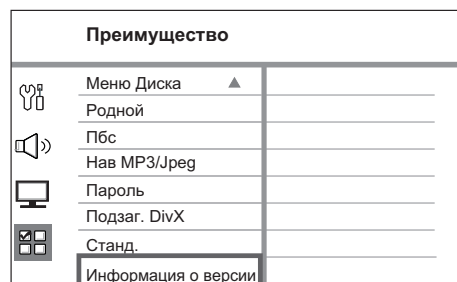 Преимущество
Меню Диска
Родной
Пбс
Нав MP3/Jpeg
Пароль
Подзаг. DivX
Станд.
Информация о версии